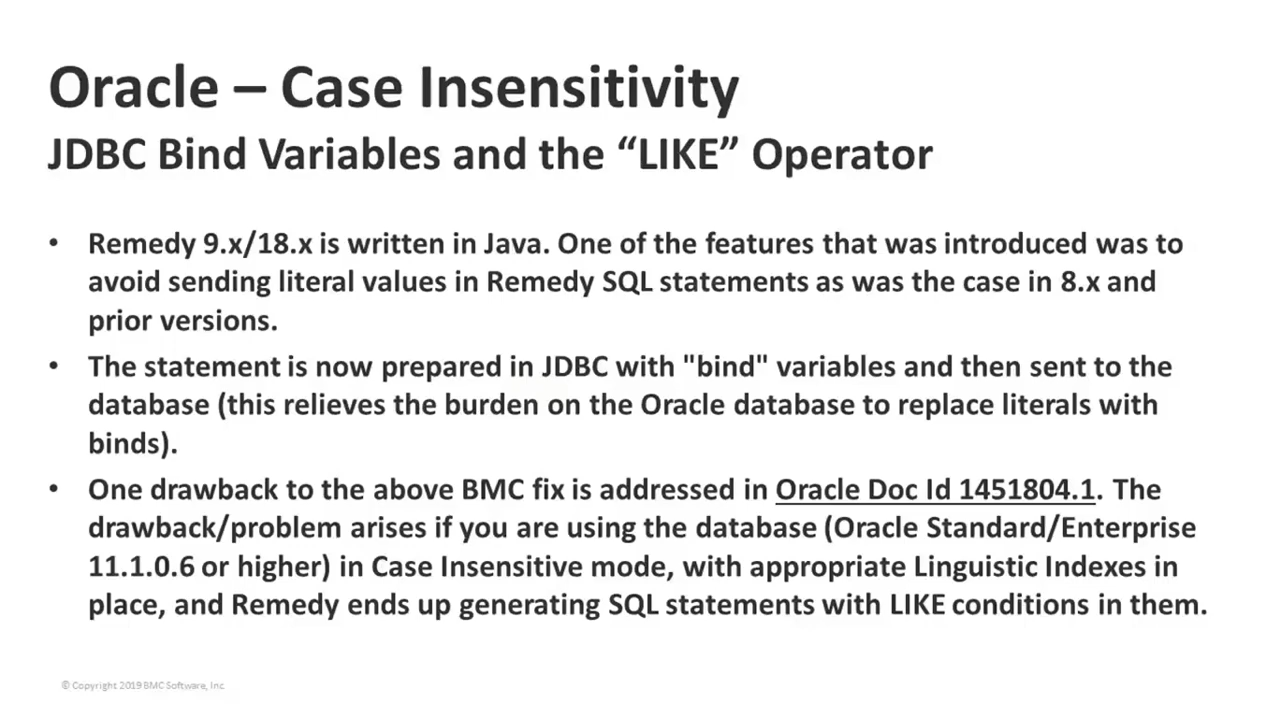 Oracle – Case Insensitivity
JDBC Bind Variables and the “LIKE” Operator
• Remedy 9.x/18.x is written in Java. One of the features that was introduced was to
avoid sending literal values in Remedy SQL statements as was the case in 8.x and
prior versions.
• The statement is now prepared in JDBC with "bind" variables and then sent to the
database (this relieves the burden on the Oracle database to replace literals with
binds).
• One drawback to the above BMC fix is addressed in Oracle Doc Id 1451804.1. The
drawback/problem arises if you are using the database (Oracle Standard/Enterprise
11.1.0.6 or higher) in Case Insensitive mode, with appropriate Linguistic Indexes in
place, and Remedy ends up generating SQL statements with LIKE conditions in them.
© Copyright 2019 BMC Software, Inc.